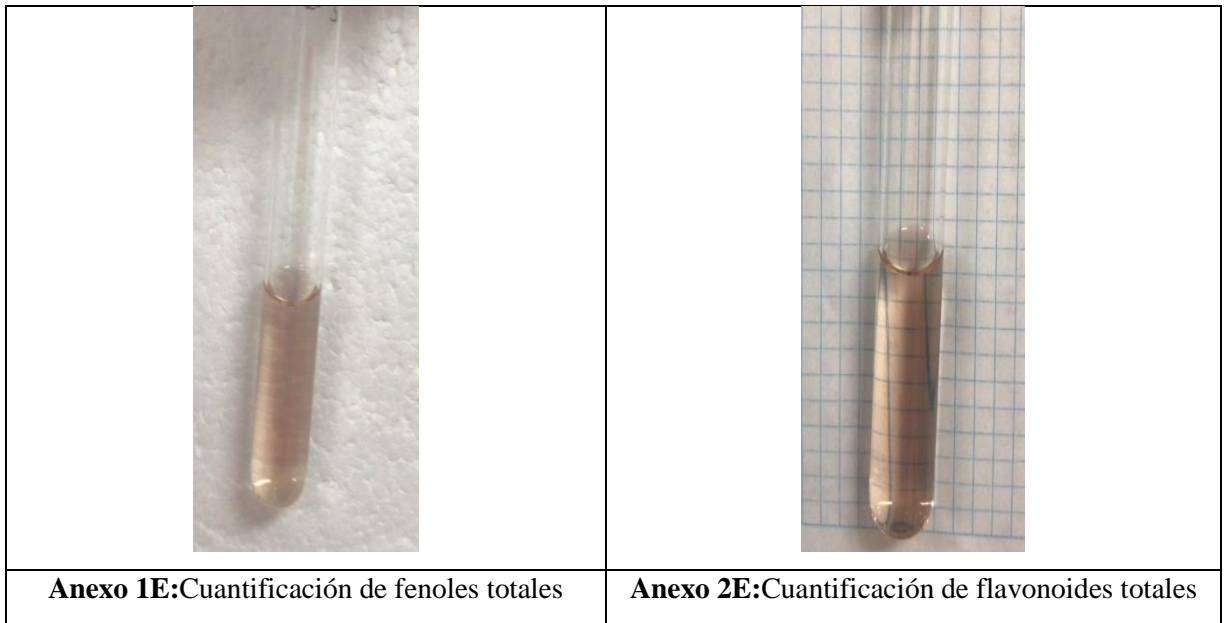 Anexo 1E:Cuantificación de fenoles totales
Anexo 2E:Cuantificación de flavonoides totales